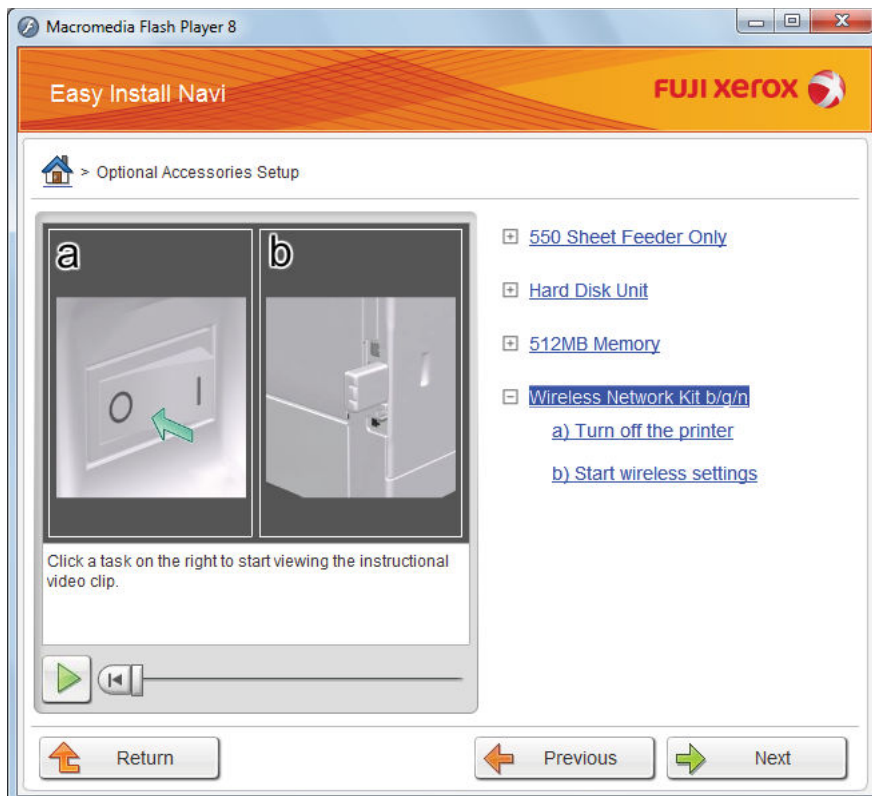 Macromedia Flash Player 8
Easy Install Navi
FUJI xerox
> Optional Accessories Setup
a
b
O
I
Click a task on the right to start viewing the instructional
video clip.
550 Sheet Feeder Only
Hard Disk Unit
512MB Memory
Wireless Network Kit b/g/n
a) Turn off the printer
b) Start wireless settings
Return
Previous
Next